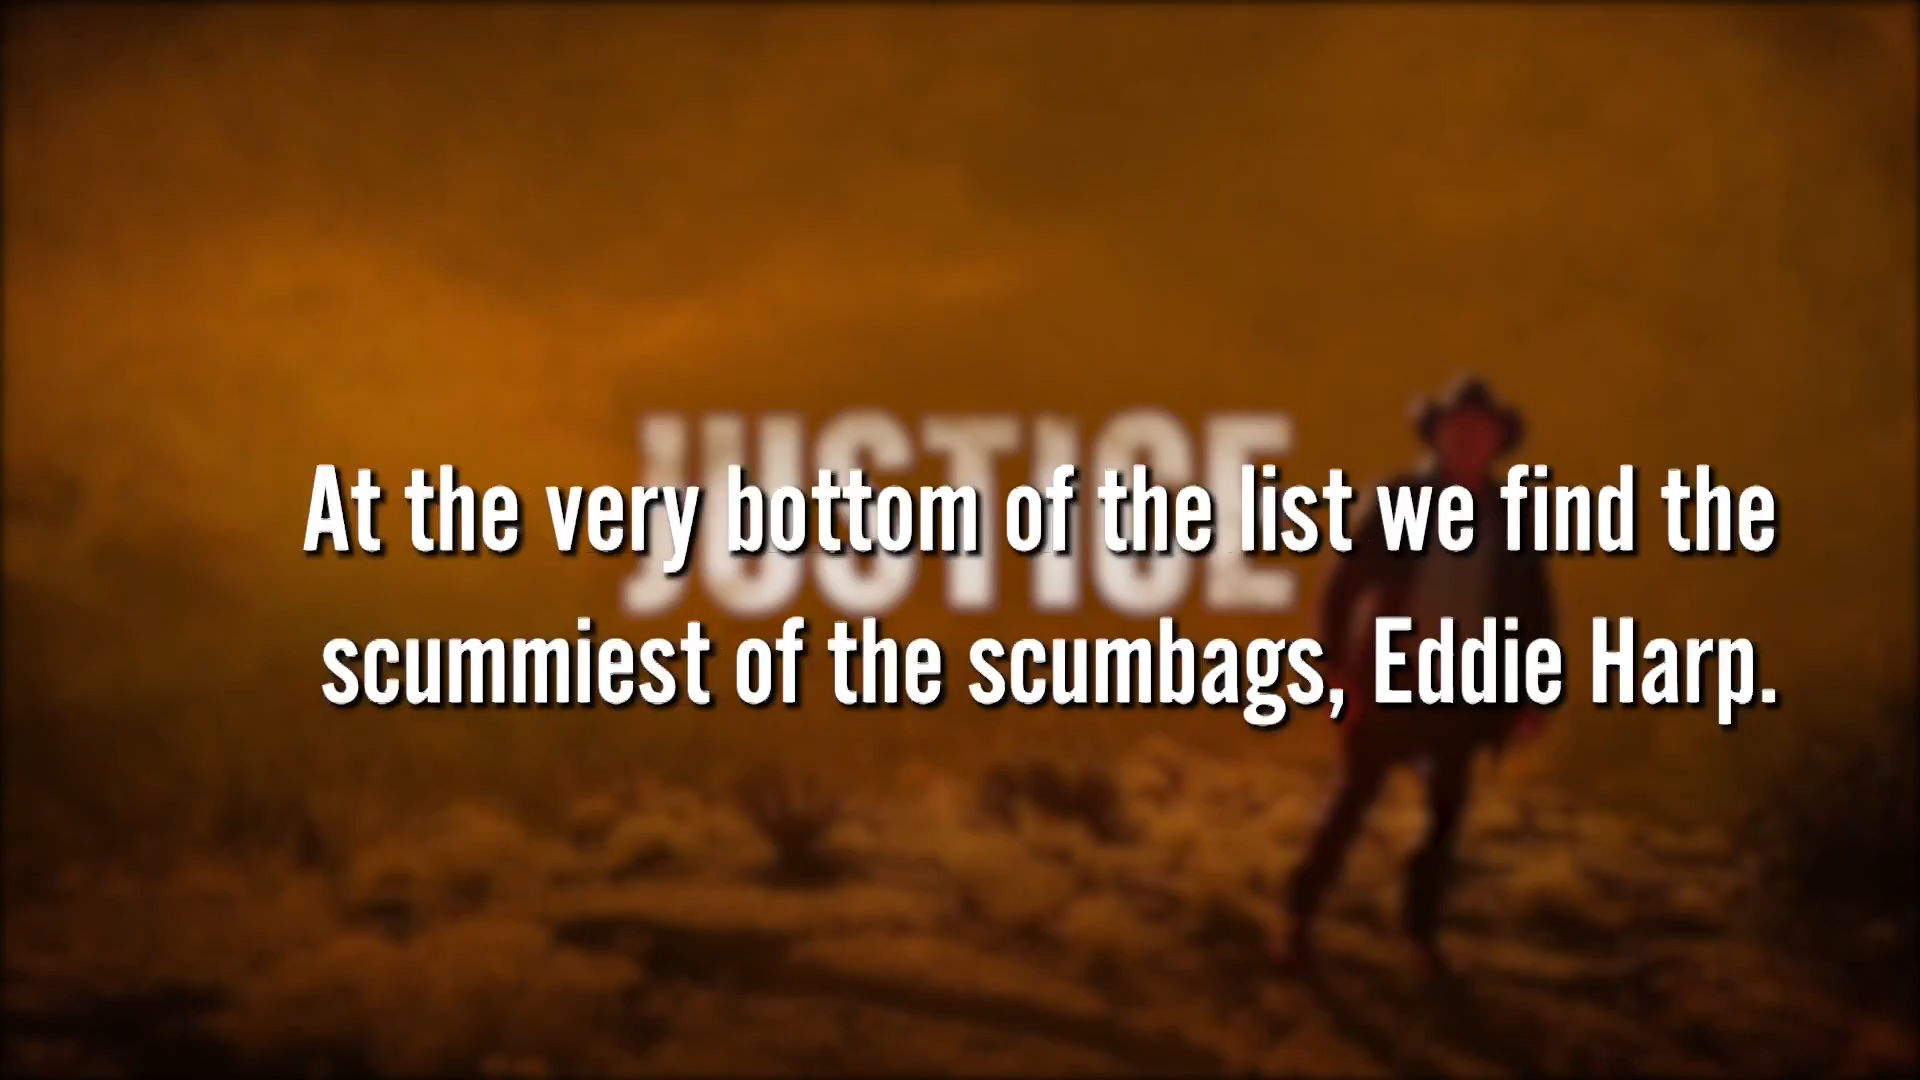 JUSTICE
At the very bottom of the list we find the
scummiest of the scumbags, Eddie Harp.